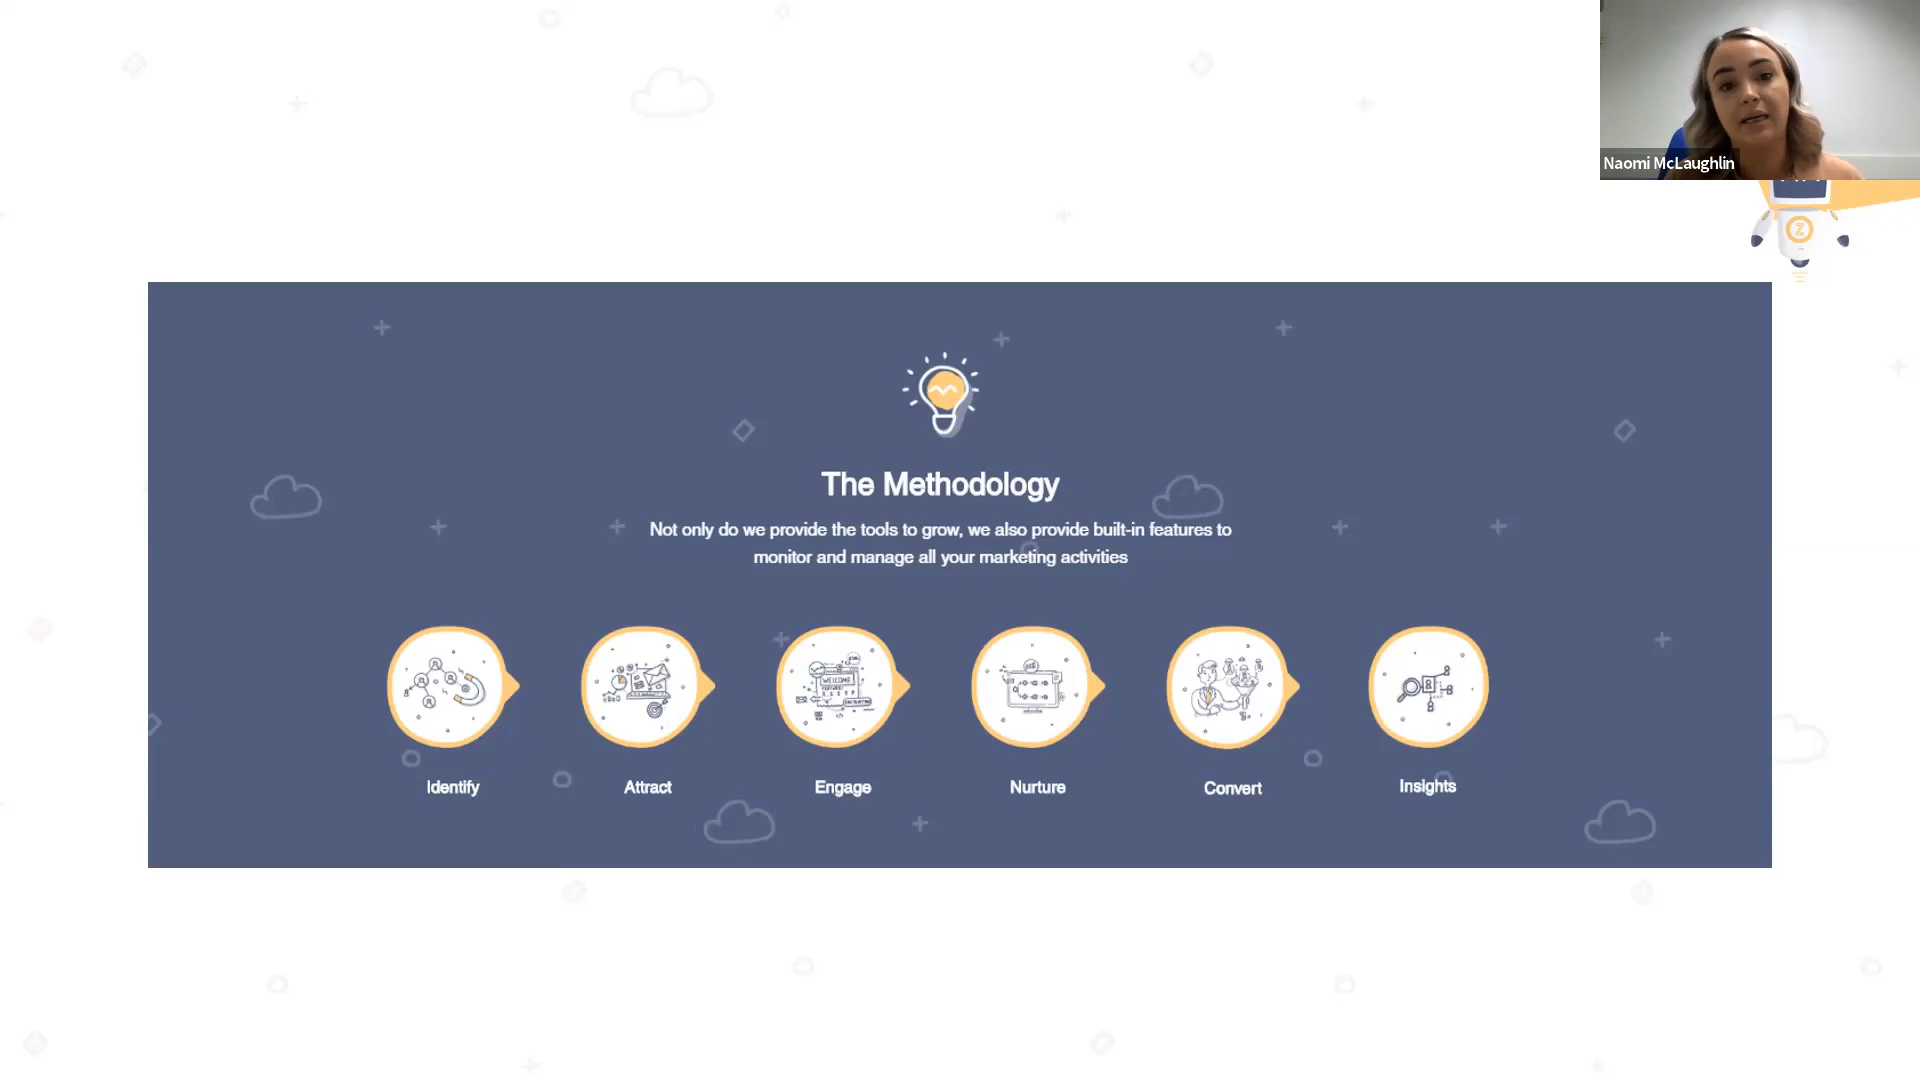 Naomi McLaughlin
Z
The Methodology
Not only do we provide the tools to grow, we also provide built-in features to
monitor and manage all your marketing activities
WELCOME
Identify
Attract
Engage
Nurture
Convert
Insights